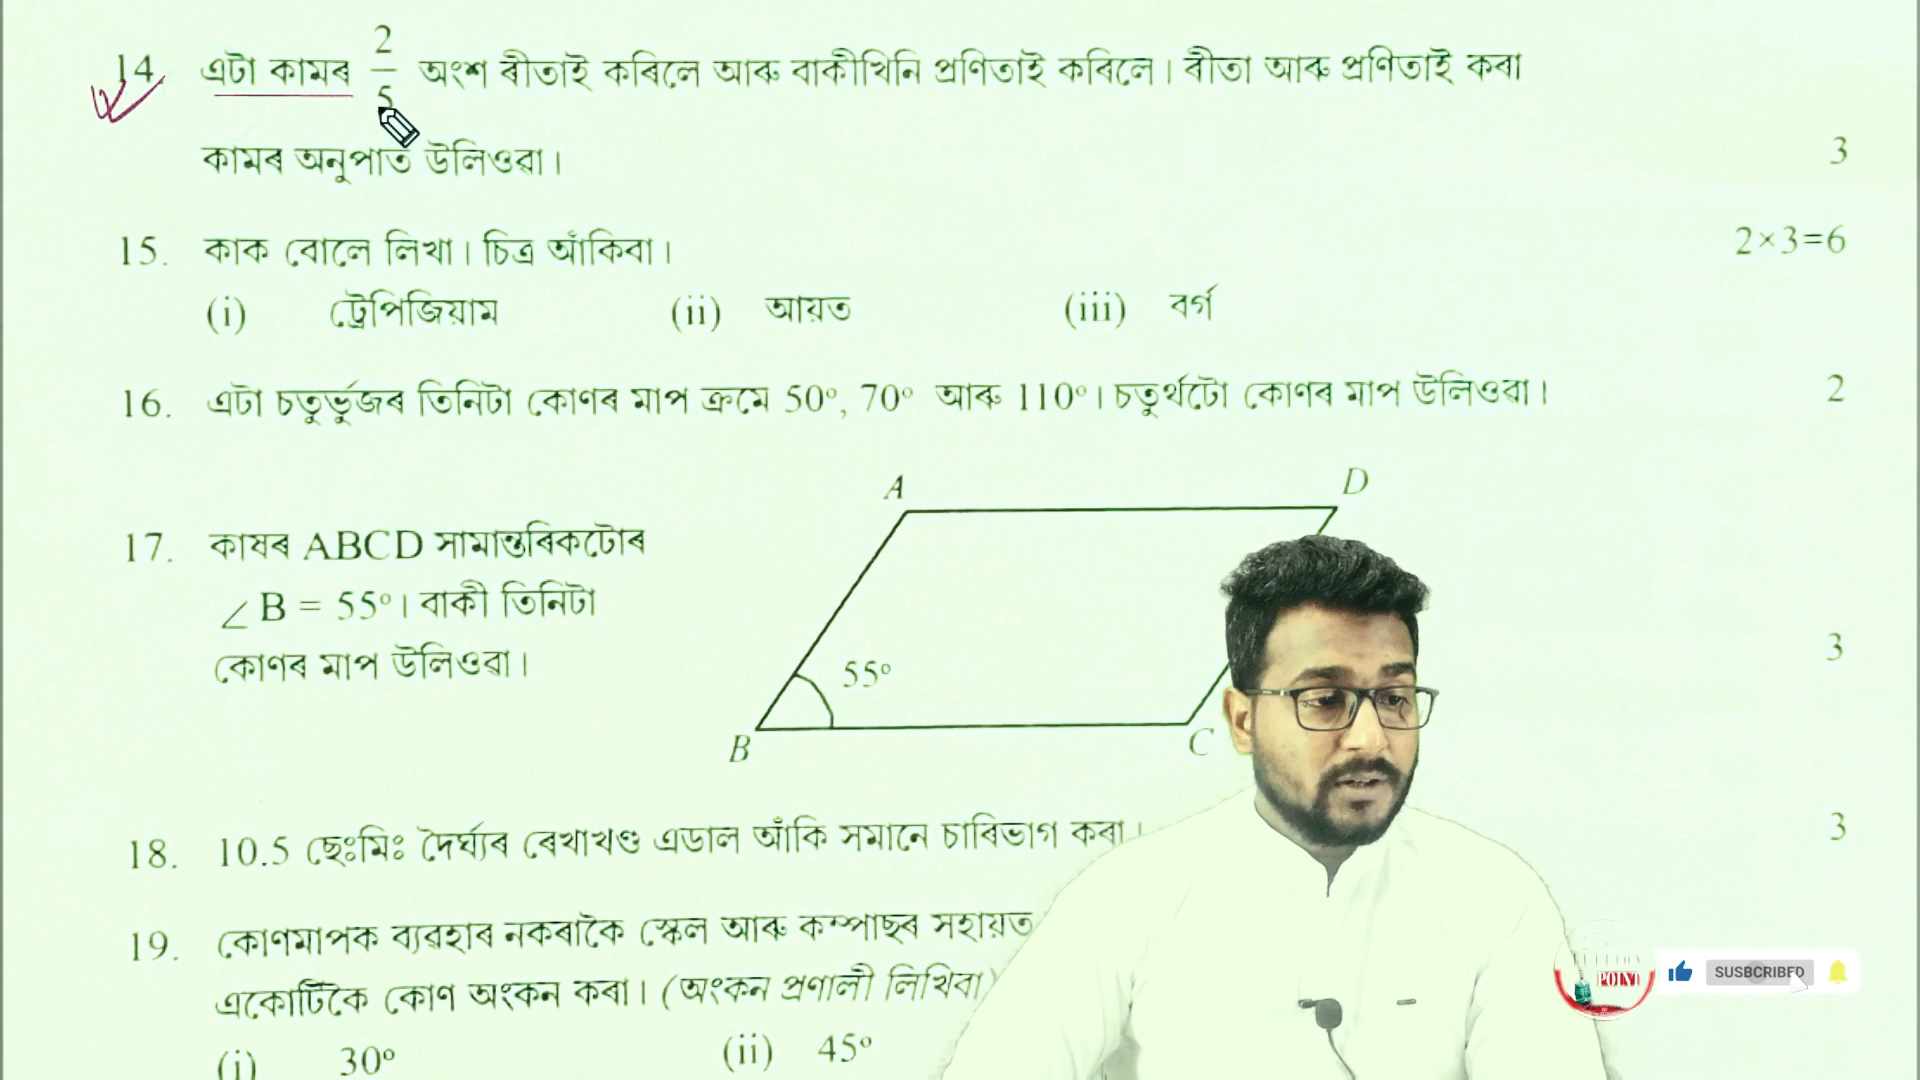 14 এটা কামৰ 2/5 অংশ ৰীতাই কৰিলে আৰু বাকীখিনি প্ৰণিতাই কৰিলে। ৰীতা আৰু প্ৰণিতাই কৰা
কামৰ অনুপাত উলিওৱা। 3
15. কাক বোলে লিখা। চিত্ৰ আঁকিবা। 2×3=6
(i) ট্ৰেপিজিয়াম (ii) আয়ত (iii) বৰ্গ
16. এটা চতুৰ্ভুজৰ তিনিটা কোণৰ মাপ ক্ৰমে 50°, 70° আৰু 110°। চতুৰ্থটো কোণৰ মাপ উলিওৱা। 2
A D
17. কাষৰ ABCD সামান্তৰিকটোৰ
∠B = 55°। বাকী তিনিটা
কোণৰ মাপ উলিওৱা। 3
55°
B C
18. 10.5 ছেঃমিঃ দৈৰ্ঘ্যৰ ৰেখাখণ্ড এডাল আঁকি সমানে চাৰিভাগ কৰা। 3
19. কোণমাপক ব্যৱহাৰ নকৰাকৈ স্কেল আৰু কম্পাছৰ সহায়ত
একোটিকৈ কোণ অংকন কৰা। (অংকন প্ৰণালী লিখিবা)
(i) 30° (ii) 45°
POINT
SUSBCRIBED